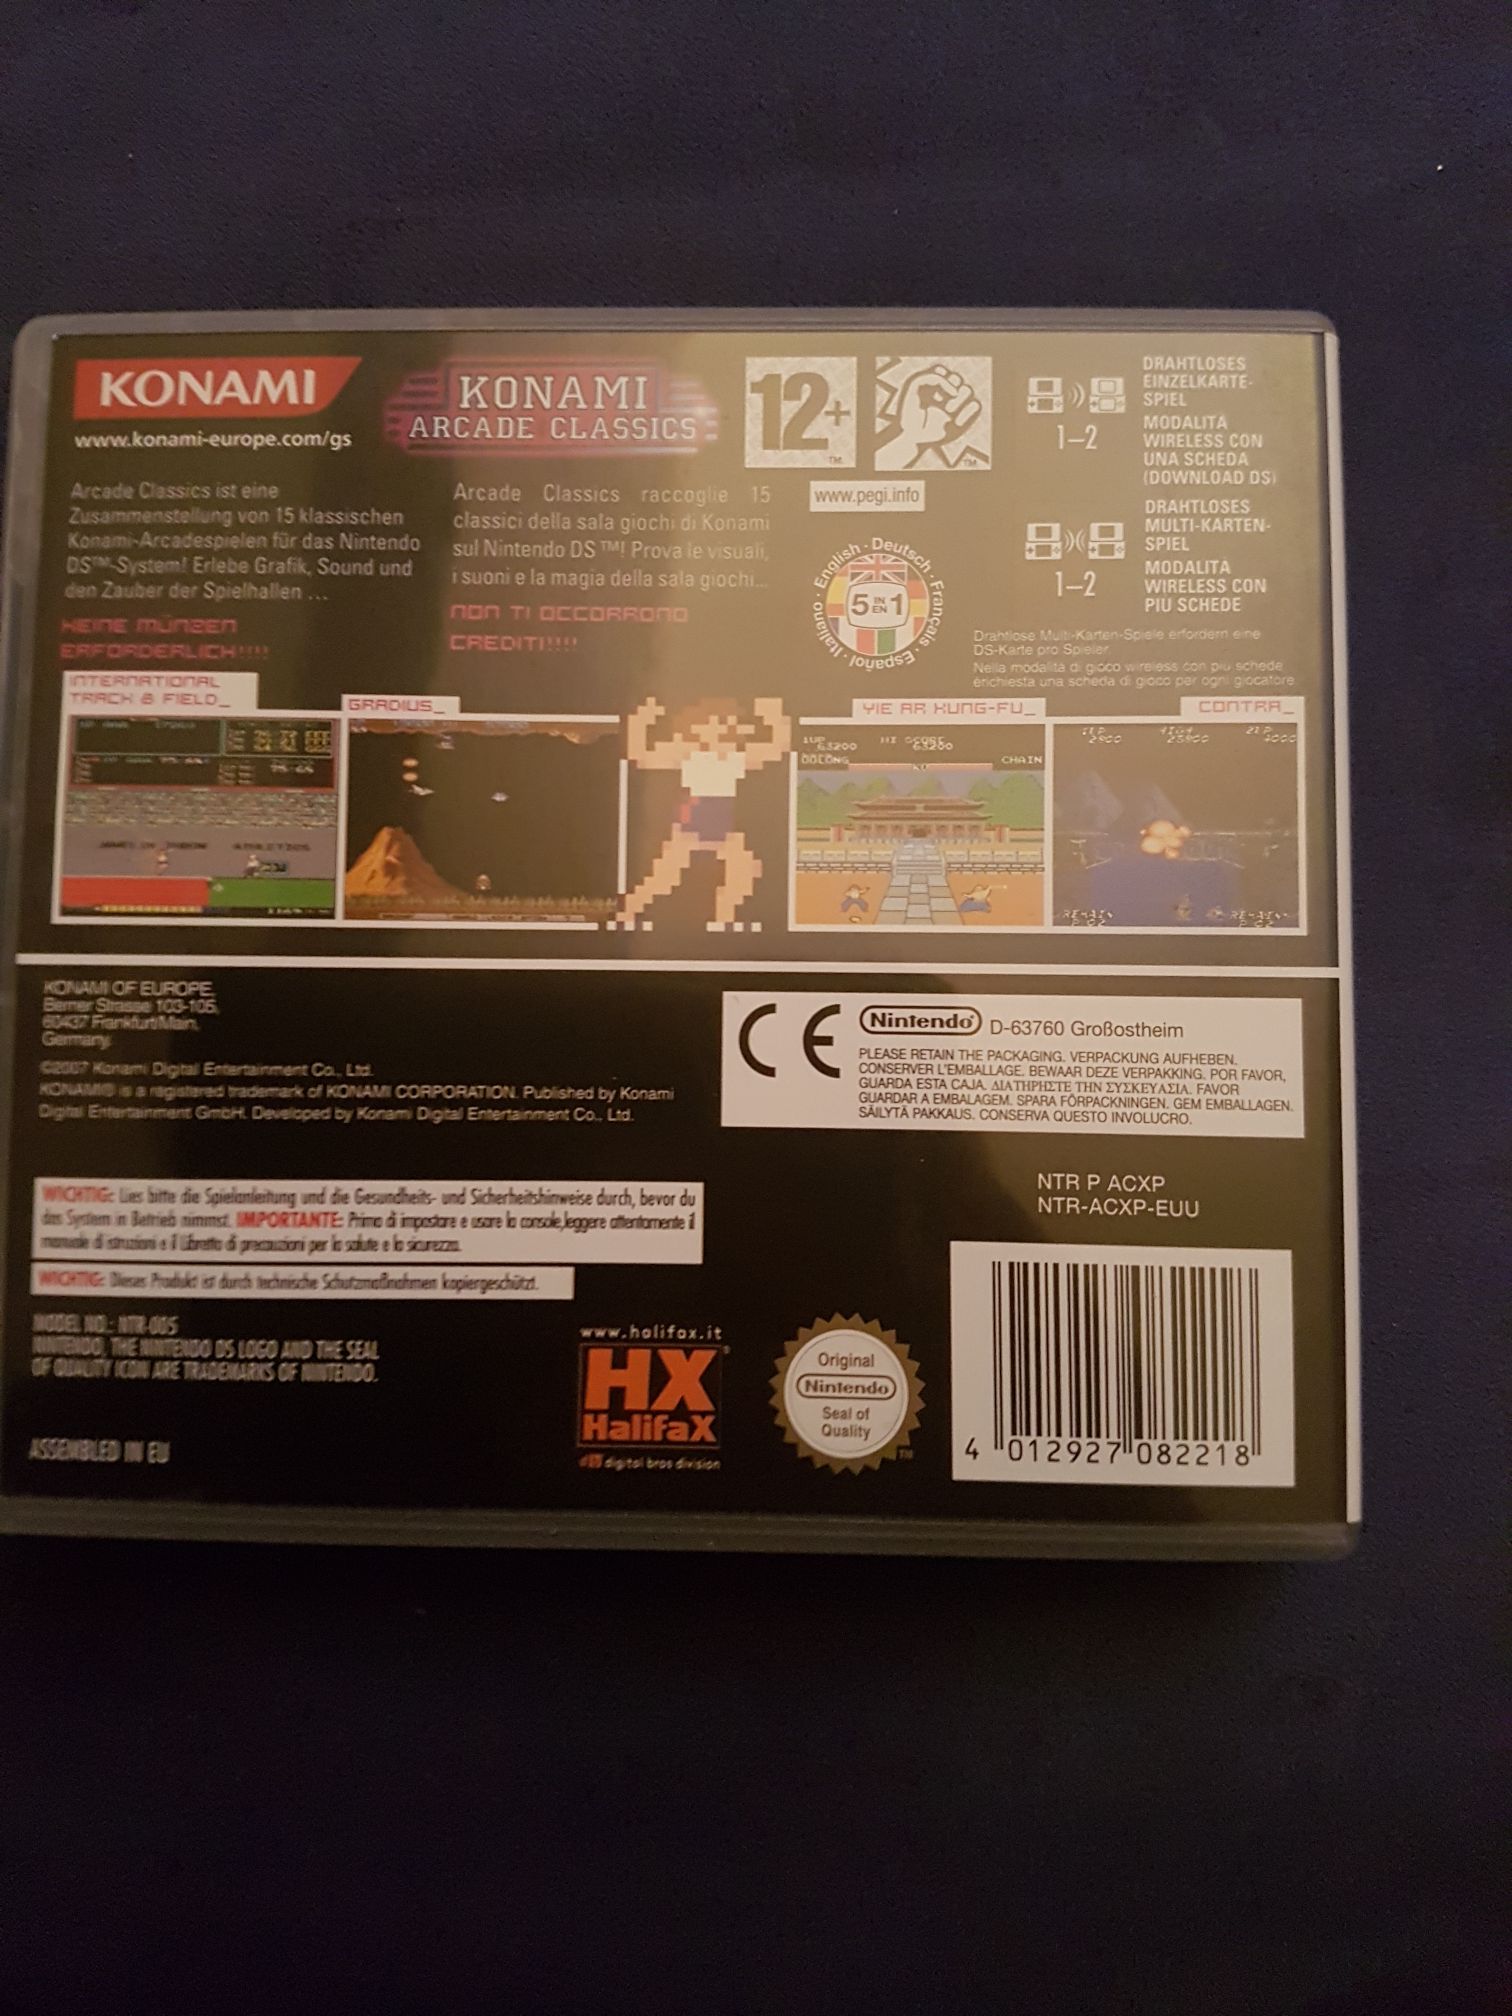 KONAMI
www.konami-europe.com/gs
KONAMI
ARCADE CLASSICS
12+
™
™
www.pegi.info
1-2
DRAHTLOSES
EINZELKARTE-
SPIEL
MODALITÀ
WIRELESS CON
UNA SCHEDA
(DOWNLOAD DS)
1-2
DRAHTLOSES
MULTI-KARTEN-
SPIEL
MODALITÀ
WIRELESS CON
PIÙ SCHEDE
Drahtlose Multi-Karten-Spiele erfordern eine
DS-Karte pro Spieler.
Nella modalità di gioco wireless con più schede
è richiesta una scheda di gioco per ogni giocatore.
Arcade Classics ist eine
Zusammenstellung von 15 klassischen
Konami-Arcadespielen für das Nintendo
DS™-System! Erlebe Grafik, Sound und
den Zauber der Spielhallen ...
KEINE MÜNZEN
ERFORDERLICH!!!!
Arcade Classics raccoglie 15
classici della sala giochi di Konami
sul Nintendo DS™! Prova le visuali,
i suoni e la magia della sala giochi...
NON TI OCCORRONO
CREDITI!!!!
English · Deutsch · Français · Español · Italiano ·
5 IN EN 1
INTERNATIONAL
TRACK & FIELD_
GRADIUS_
YIE AR KUNG-FU_
CONTRA_
1UP
63200
HI SCORE
63200
OOLONG
KO
CHAIN
KONAMI OF EUROPE,
Berner Strasse 103-105,
60437 Frankfurt/Main,
Germany.
©2007 Konami Digital Entertainment Co., Ltd.
KONAMI® is a registered trademark of KONAMI CORPORATION. Published by Konami
Digital Entertainment GmbH. Developed by Konami Digital Entertainment Co., Ltd.
CE
Nintendo® D-63760 Großostheim
PLEASE RETAIN THE PACKAGING. VERPACKUNG AUFHEBEN.
CONSERVER L'EMBALLAGE. BEWAAR DEZE VERPAKKING. POR FAVOR,
GUARDA ESTA CAJA. ΔΙΑΤΗΡΗΣΤΕ ΤΗΝ ΣΥΣΚΕΥΑΣΙΑ. FAVOR
GUARDAR A EMBALAGEM. SPARA FÖRPACKNINGEN. GEM EMBALLAGEN.
SÄILYTÄ PAKKAUS. CONSERVA QUESTO INVOLUCRO.
NTR P ACXP
NTR-ACXP-EUU
WICHTIG: Lies bitte die Spielanleitung und die Gesundheits- und Sicherheitshinweise durch, bevor du
das System in Betrieb nimmst. IMPORTANTE: Prima di impostare e usare la console,leggere attentamente il
manuale di istruzioni e il Libretto di precauzioni per la salute e la sicurezza.
WICHTIG: Dieses Produkt ist durch technische Schutzmaßnahmen kopiergeschützt.
MODEL NO.: NTR-005
NINTENDO, THE NINTENDO DS LOGO AND THE SEAL
OF QUALITY ICON ARE TRADEMARKS OF NINTENDO.
ASSEMBLED IN EU
www.halifax.it
HX
HalifaX
digital bros division
Original
Nintendo
Seal of
Quality
™
4 012927 082218